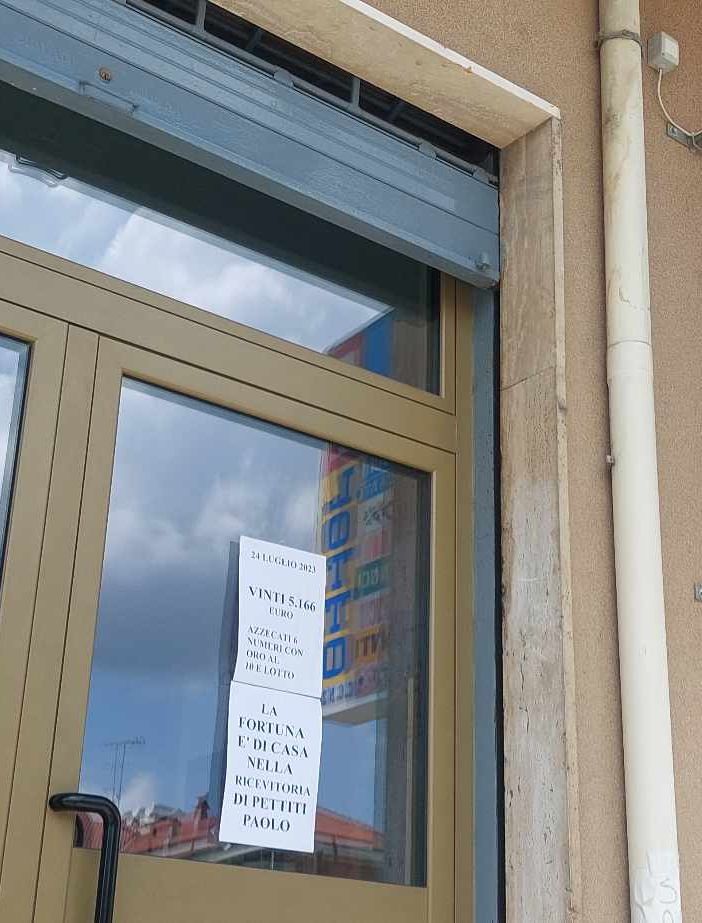 24 LUGLIO 2023
VINTI 5.166
EURO
AZZECATI 6
NUMERI CON
ORO AL
10 E LOTTO
LA
FORTUNA
E' DI CASA
NELLA
RICEVITORIA
DI PETTITI
PAOLO